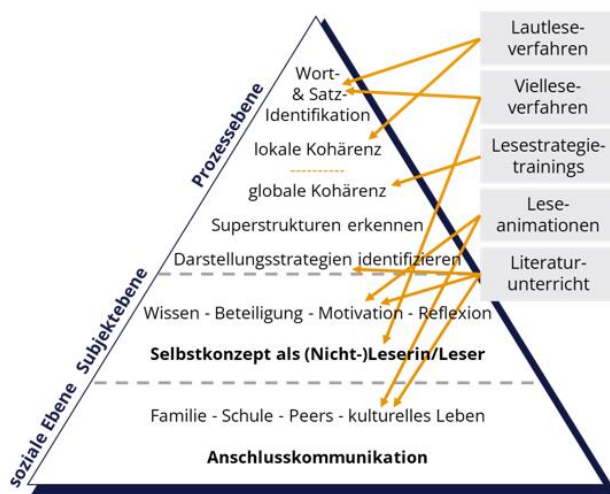 Wort-
& Satz-
Identifikation
lokale Kohärenz
globale Kohärenz
Superstrukturen erkennen
Darstellungsstrategien identifizieren
Wissen - Beteiligung - Motivation - Reflexion
Selbstkonzept als (Nicht-)Leserin/Leser
Familie - Schule - Peers - kulturelles Leben
Anschlusskommunikation
Prozessebene
Subjektebene
soziale Ebene
Lautlese-
verfahren
Viellese-
verfahren
Lesestrategie-
trainings
Lese-
animationen
Literatur-
unterricht